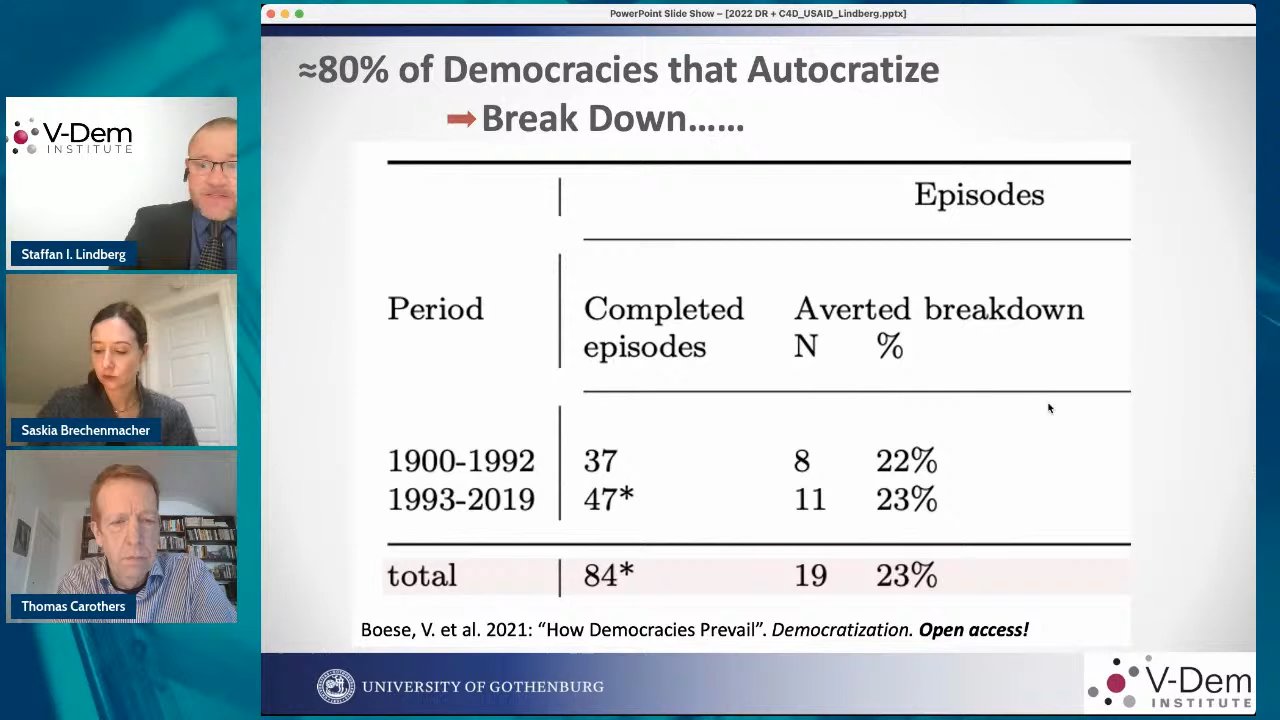 PowerPoint Slide Show – [2022 DR + C4D_USAID_Lindberg.pptx]
≈80% of Democracies that Autocratize
Break Down……
Episodes
Period
Completed episodes
Averted breakdown
N %
1900-1992 37 8 22%
1993-2019 47* 11 23%
total 84* 19 23%
Boese, V. et al. 2021: “How Democracies Prevail”. Democratization. Open access!
UNIVERSITY OF GOTHENBURG
V-Dem
INSTITUTE
V-Dem
INSTITUTE
Staffan I. Lindberg
Saskia Brechenmacher
Thomas Carothers